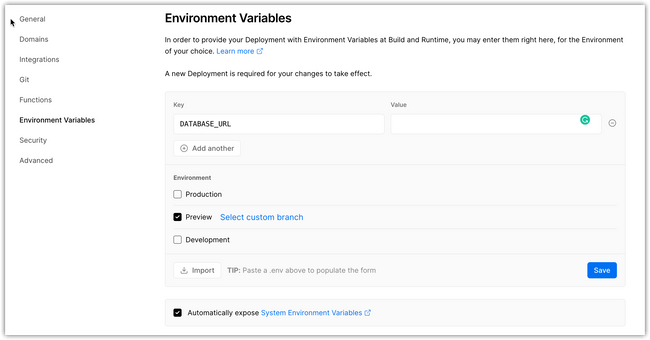 General
Domains
Integrations
Git
Functions
Environment Variables
Security
Advanced
Environment Variables
In order to provide your Deployment with Environment Variables at Build and Runtime, you may enter them right here, for the Environment
of your choice. Learn more
A new Deployment is required for your changes to take effect.
Key Value
DATABASE_URL
Add another
Environment
Production
Preview Select custom branch
Development
Import TIP: Paste a .env above to populate the form Save
Automatically expose System Environment Variables